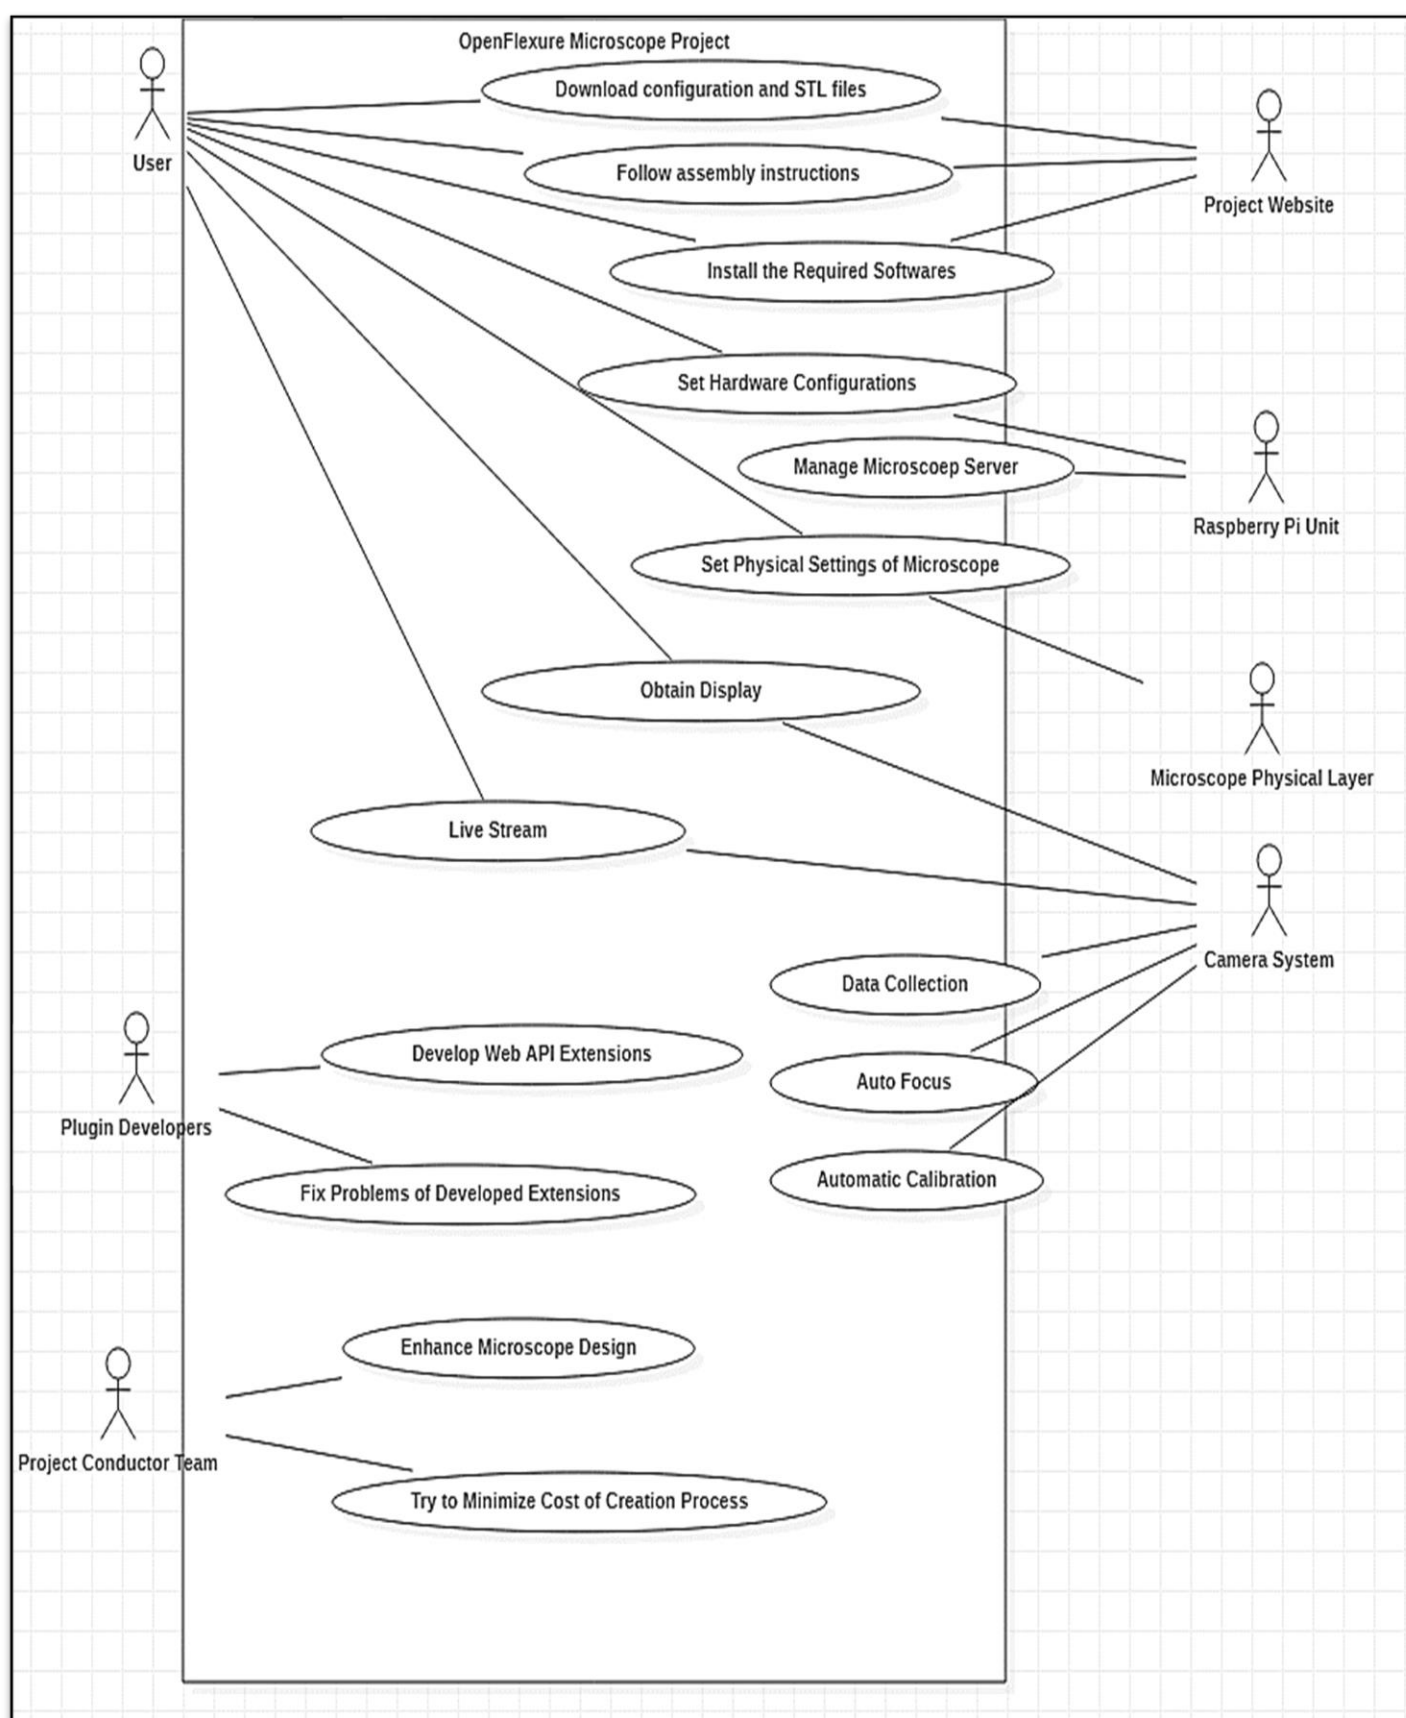 OpenFlexure Microscope Project
Download configuration and STL files
User
Follow assembly instructions
Project Website
Install the Required Softwares
Set Hardware Configurations
Manage Microscoep Server
Raspberry Pi Unit
Set Physical Settings of Microscope
Obtain Display
Microscope Physical Layer
Live Stream
Camera System
Data Collection
Develop Web API Extensions
Auto Focus
Plugin Developers
Automatic Calibration
Fix Problems of Developed Extensions
Enhance Microscope Design
Project Conductor Team
Try to Minimize Cost of Creation Process